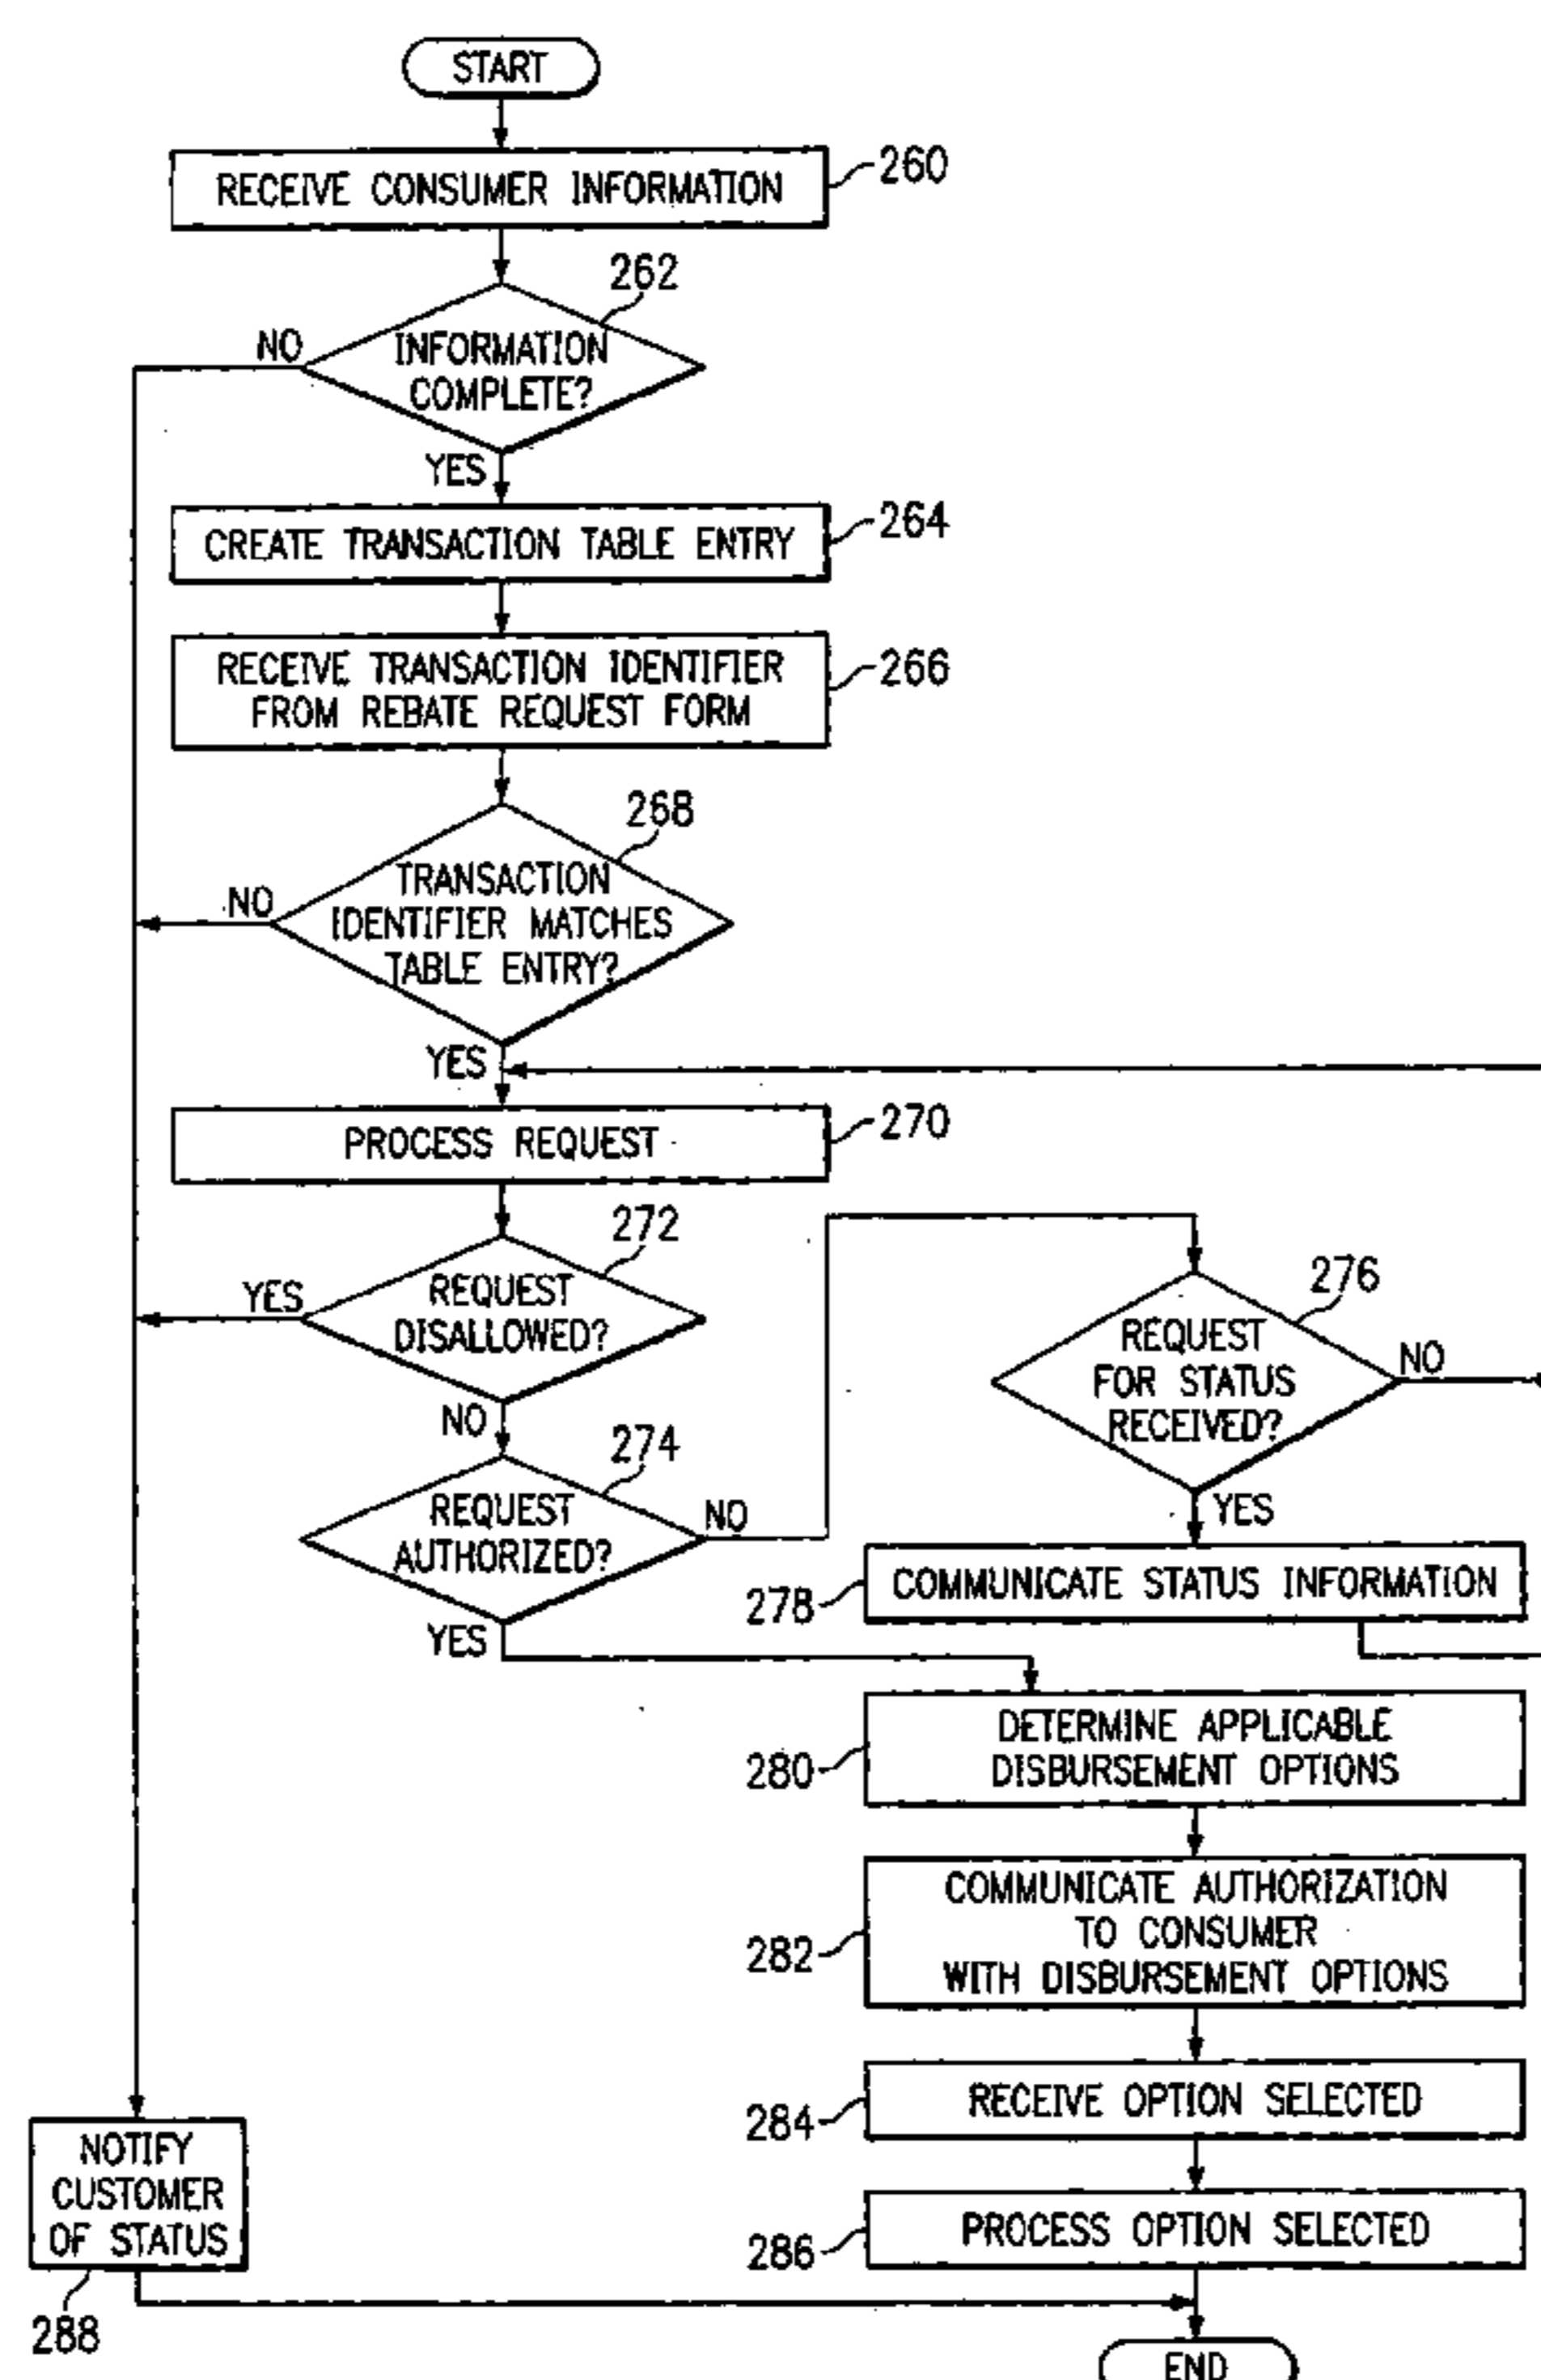 START
RECEIVE CONSUMER INFORMATION
260
262
INFORMATION
COMPLETE?
NO
YES
CREATE TRANSACTION TABLE ENTRY
264
RECEIVE TRANSACTION IDENTIFIER
FROM REBATE REQUEST FORM
266
268
TRANSACTION
IDENTIFIER MATCHES
TABLE ENTRY?
NO
YES
PROCESS REQUEST
270
272
REQUEST
DISALLOWED?
YES
NO
274
REQUEST
AUTHORIZED?
NO
YES
276
REQUEST
FOR STATUS
RECEIVED?
NO
YES
COMMUNICATE STATUS INFORMATION
278
DETERMINE APPLICABLE
DISBURSEMENT OPTIONS
280
COMMUNICATE AUTHORIZATION
TO CONSUMER
WITH DISBURSEMENT OPTIONS
282
RECEIVE OPTION SELECTED
284
PROCESS OPTION SELECTED
286
NOTIFY
CUSTOMER
OF STATUS
288
END